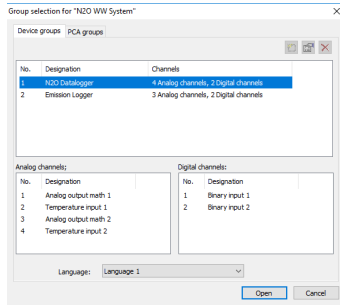 Group selection for "N2O WW System"
Device groups PCA groups
No. Designation Channels
1 N2O Datalogger 4 Analog channels, 2 Digital channels
2 Emission Logger 3 Analog channels, 2 Digital channels
Analog channels; Digital channels:
No. Designation No. Designation
1 Analog output math 1 1 Binary input 1
2 Temperature input 1 2 Binary input 2
3 Analog output math 2
4 Temperature input 2
Language: Language 1
Open Cancel